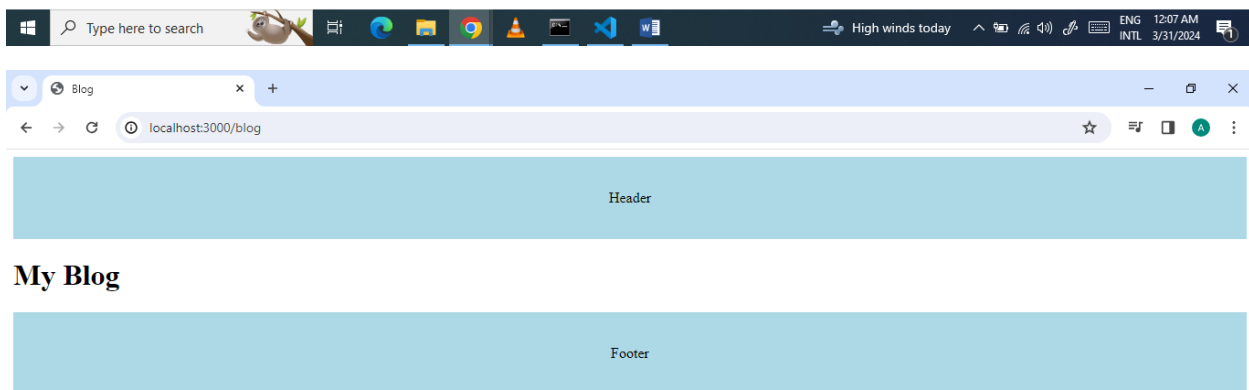 Type here to search
High winds today
ENG 12:07 AM
INTL 3/31/2024
1
Blog
localhost:3000/blog
A
Header
My Blog
Footer